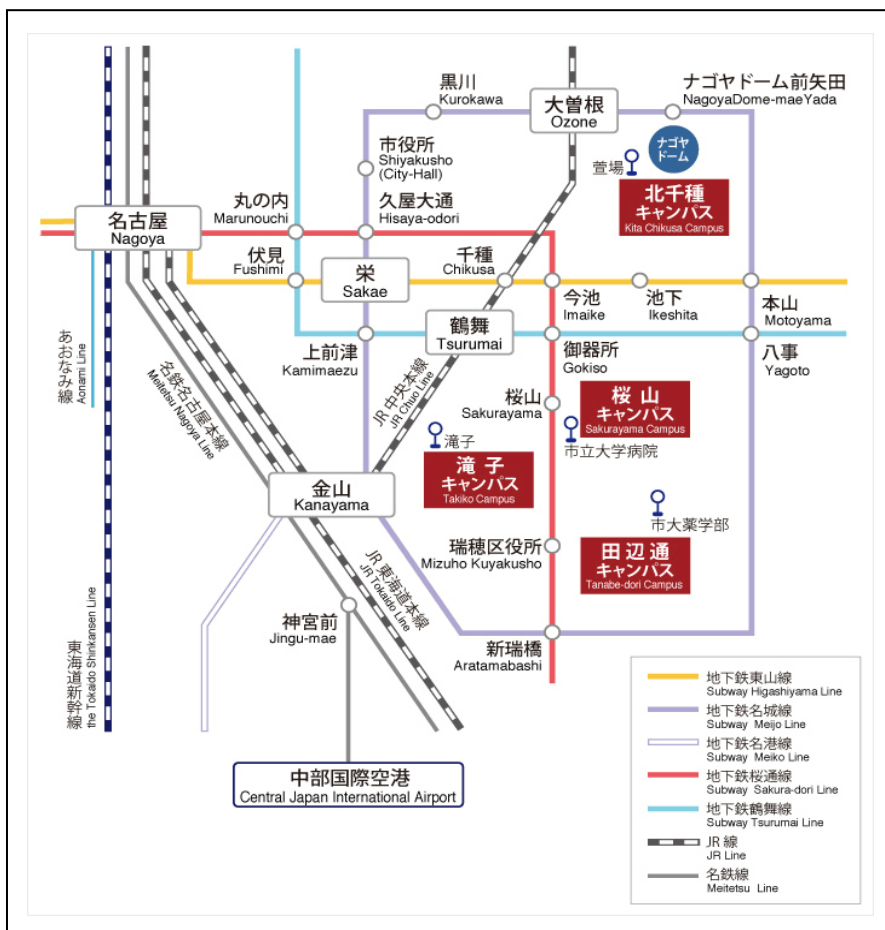 黒川
Kurokawa
大曽根
Ozone
ナゴヤドーム前矢田
NagoyaDome-maeYada
市役所
Shiyakusho
(City-Hall)
ナゴヤ
ドーム
萱場
北千種
キャンパス
Kita Chikusa Campus
名古屋
Nagoya
丸の内
Marunouchi
久屋大通
Hisaya-odori
伏見
Fushimi
栄
Sakae
千種
Chikusa
今池
Imaike
池下
Ikeshita
本山
Motoyama
あおなみ線
Aonami Line
名鉄名古屋本線
Meitetsu Nagoya Line
上前津
Kamimaezu
鶴舞
Tsurumai
御器所
Gokiso
八事
Yagoto
JR 中央本線
JR Chuo Line
桜山
Sakurayama
桜 山
キャンパス
Sakurayama Campus
市立大学病院
滝子
滝 子
キャンパス
Takiko Campus
金山
Kanayama
市大薬学部
瑞穂区役所
Mizuho Kuyakusho
田辺通
キャンパス
Tanabe-dori Campus
JR 東海道本線
JR Tokaido Line
神宮前
Jingu-mae
新瑞橋
Aratamabashi
東海道新幹線
the Tokaido Shinkansen Line
中部国際空港
Central Japan International Airport
地下鉄東山線
Subway Higashiyama Line
地下鉄名城線
Subway Meijo Line
地下鉄名港線
Subway Meiko Line
地下鉄桜通線
Subway Sakura-dori Line
地下鉄鶴舞線
Subway Tsurumai Line
JR 線
JR Line
名鉄線
Meitetsu Line